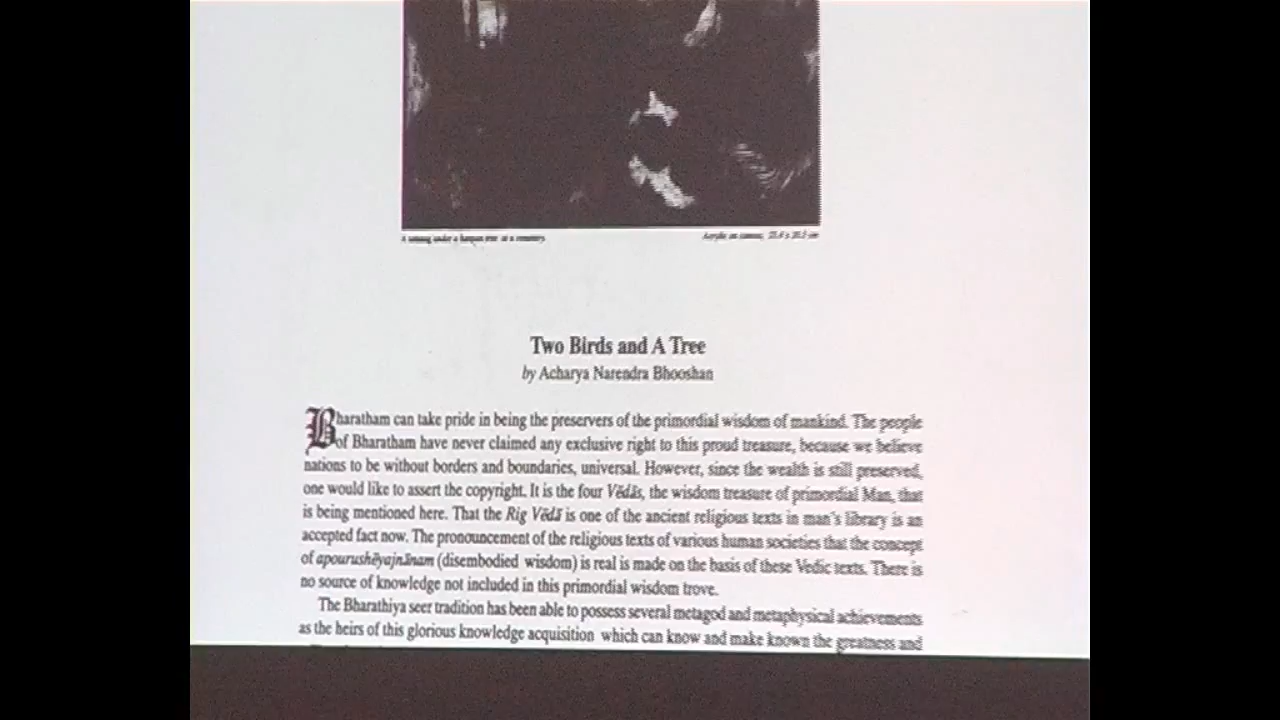 Acrylic on canvas,
Two Birds and A Tree
by Acharya Narendra Bhooshan
Bharatham can take pride in being the preservers of the primordial wisdom of mankind. The people
of Bharatham have never claimed any exclusive right to this proud treasure, because we believe
nations to be without borders and boundaries, universal. However, since the wealth is still preserved,
one would like to assert the copyright. It is the four Vēdās, the wisdom treasure of primordial Man, that
is being mentioned here. That the Rig Vēdā is one of the ancient religious texts in man's library is an
accepted fact now. The pronouncement of the religious texts of various human societies that the concept
of apourushēyajnānam (disembodied wisdom) is real is made on the basis of these Vedic texts. There is
no source of knowledge not included in this primordial wisdom trove.
The Bharathiya seer tradition has been able to possess several metagod and metaphysical achievements
as the heirs of this glorious knowledge acquisition which can know and make known the greatness and